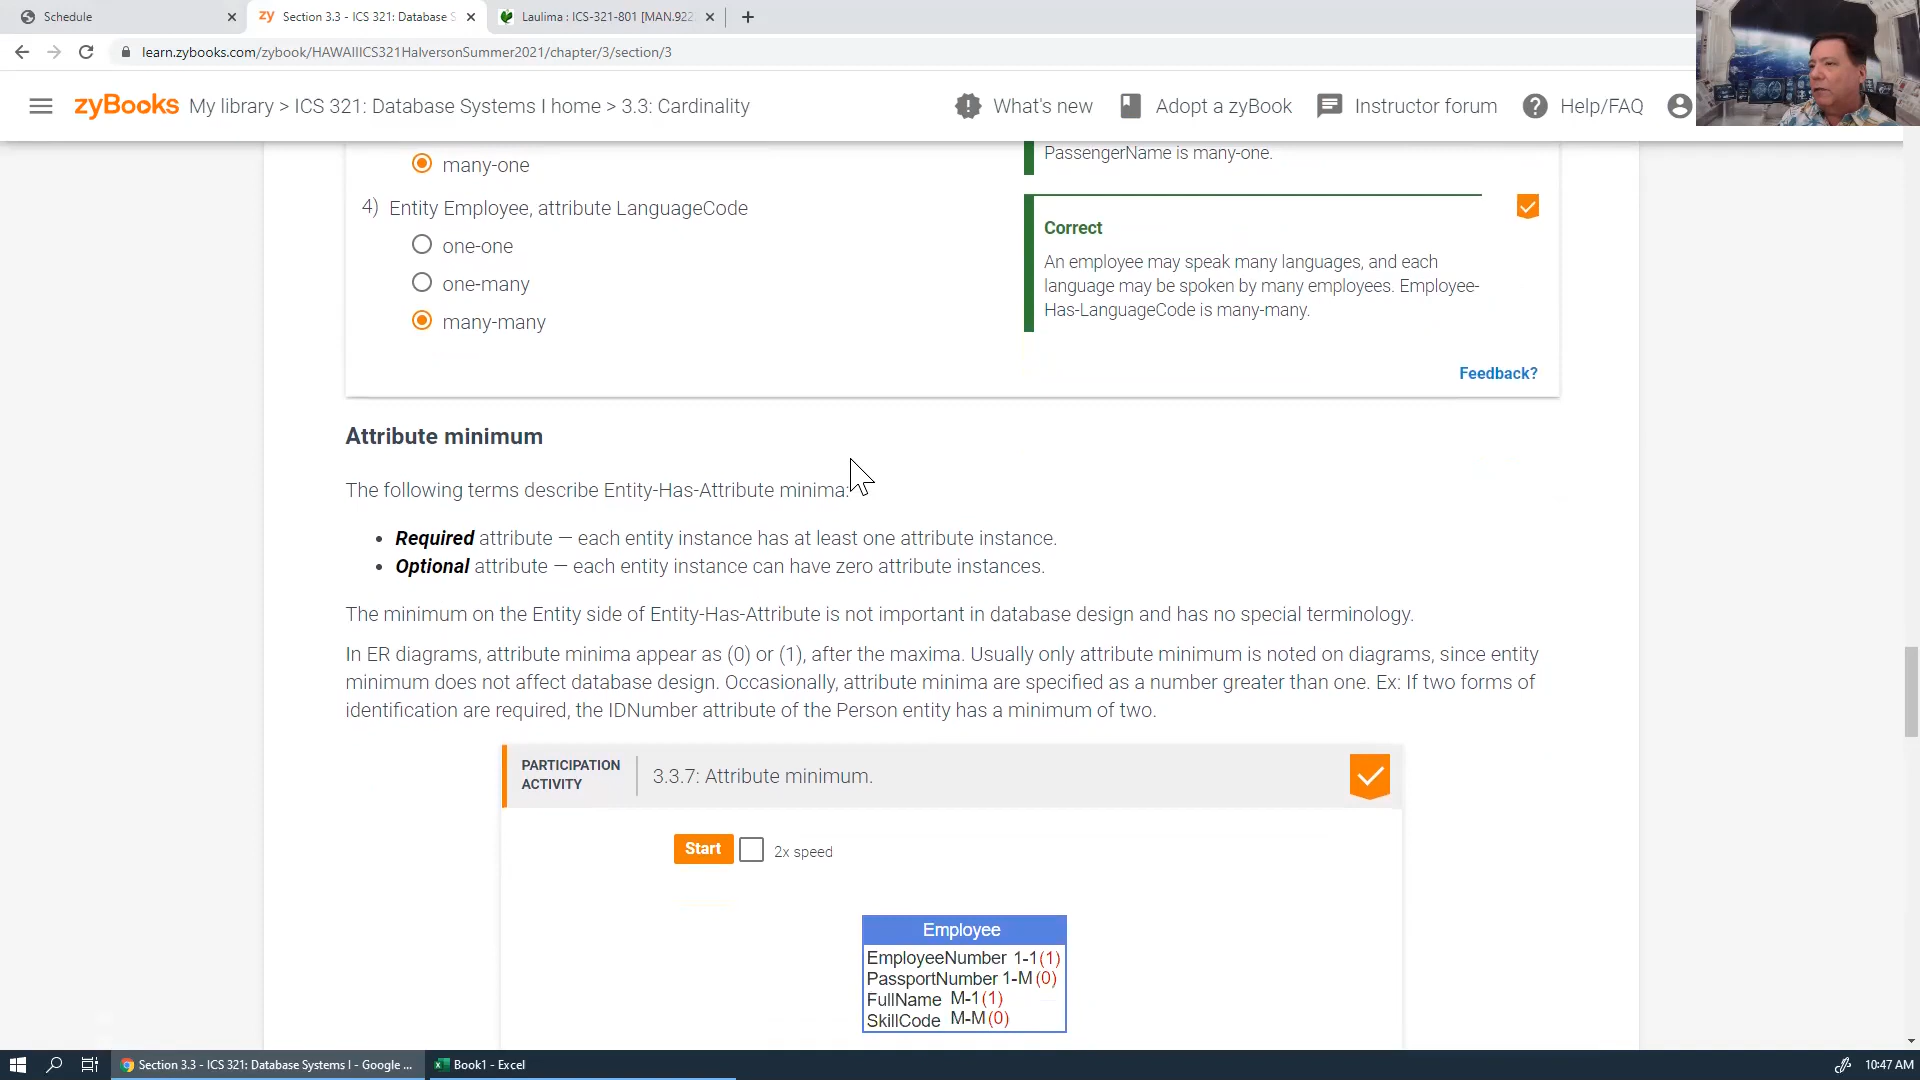 Schedule
zy Section 3.3 - ICS 321: Database S
Laulima : ICS-321-801 [MAN.922
learn.zybooks.com/zybook/HAWAIIICS321HalversonSummer2021/chapter/3/section/3
zyBooks My library > ICS 321: Database Systems I home > 3.3: Cardinality
What's new
Adopt a zyBook
Instructor forum
Help/FAQ
many-one
PassengerName is many-one.
4) Entity Employee, attribute LanguageCode
one-one
one-many
many-many
Correct
An employee may speak many languages, and each
language may be spoken by many employees. Employee-
Has-LanguageCode is many-many.
Feedback?
Attribute minimum
The following terms describe Entity-Has-Attribute minima:
• Required attribute — each entity instance has at least one attribute instance.
• Optional attribute — each entity instance can have zero attribute instances.
The minimum on the Entity side of Entity-Has-Attribute is not important in database design and has no special terminology.
In ER diagrams, attribute minima appear as (0) or (1), after the maxima. Usually only attribute minimum is noted on diagrams, since entity
minimum does not affect database design. Occasionally, attribute minima are specified as a number greater than one. Ex: If two forms of
identification are required, the IDNumber attribute of the Person entity has a minimum of two.
PARTICIPATION
ACTIVITY
3.3.7: Attribute minimum.
Start
2x speed
Employee
EmployeeNumber 1-1(1)
PassportNumber 1-M(0)
FullName M-1(1)
SkillCode M-M(0)
Section 3.3 - ICS 321: Database Systems I - Google ...
Book1 - Excel
10:47 AM